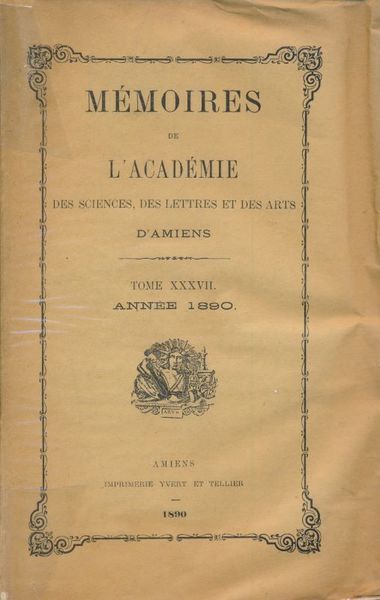 MÉMOIRES
DE
L'ACADÉMIE
DES SCIENCES, DES LETTRES ET DES ARTS
D'AMIENS
TOME XXXVII.
ANNÉE 1890.
ARTS
AMIENS
IMPRIMERIE YVERT ET TELLIER
1890